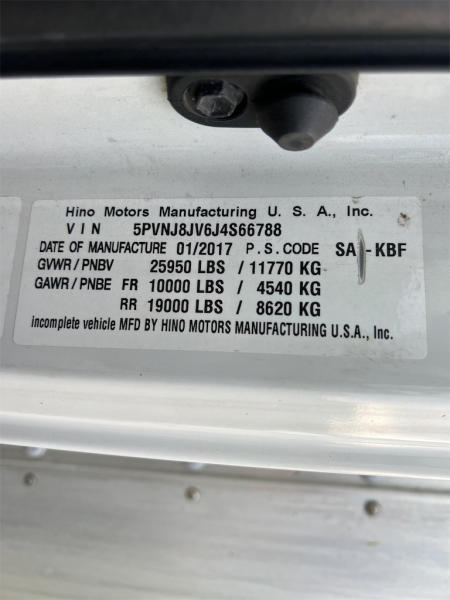 Hino Motors Manufacturing U. S. A., Inc.
VIN 5PVNJ8JV6J4S66788
DATE OF MANUFACTURE 01/2017 P.S.CODE -KBF
GVWR / PNBV 25950 LBS / 11770 KG
GAWR / PNBE FR 10000 LBS / 4540 KG
RR 19000 LBS / 8620 KG
incomplete vehicle MFD BY HINO MOTORS MANUFACTURING U.S.A., Inc.